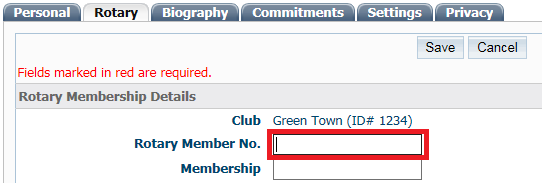 Personal Rotary Biography Commitments Settings Privacy
Save Cancel
Fields marked in red are required.
Rotary Membership Details
Club Green Town (ID# 1234)
Rotary Member No.
Membership